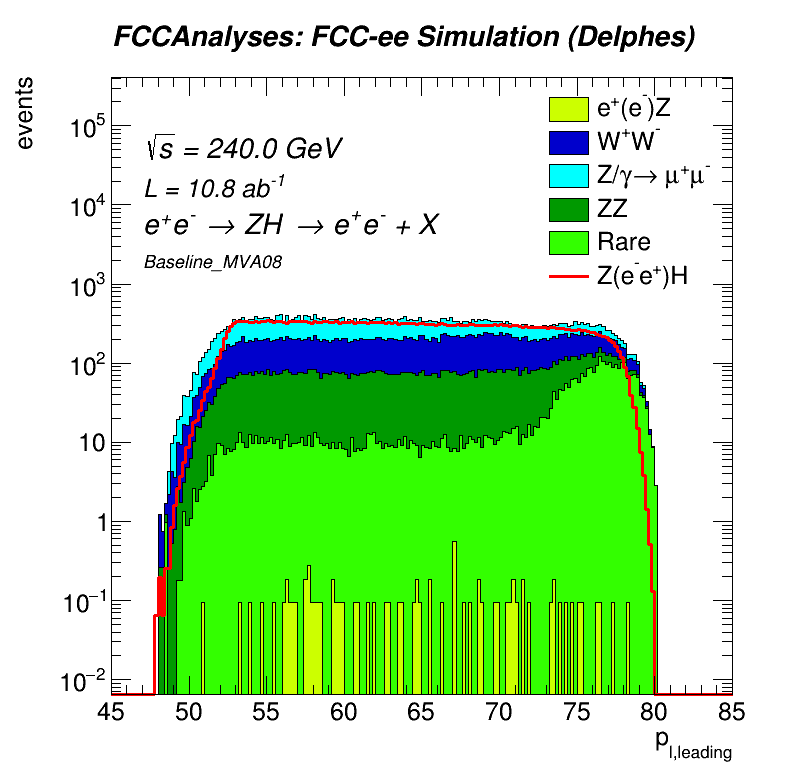 FCCAnalyses: FCC-ee Simulation (Delphes)
events
√s = 240.0 GeV
L = 10.8 ab⁻¹
e⁺e⁻ → ZH → e⁺e⁻ + X
Baseline_MVA08
e⁺(e⁻)Z
W⁺W⁻
Z/γ→ μ⁺μ⁻
ZZ
Rare
Z(e⁻e⁺)H
10⁵
10⁴
10³
10²
10
1
10⁻¹
10⁻²
45 50 55 60 65 70 75 80 85
p_l,leading